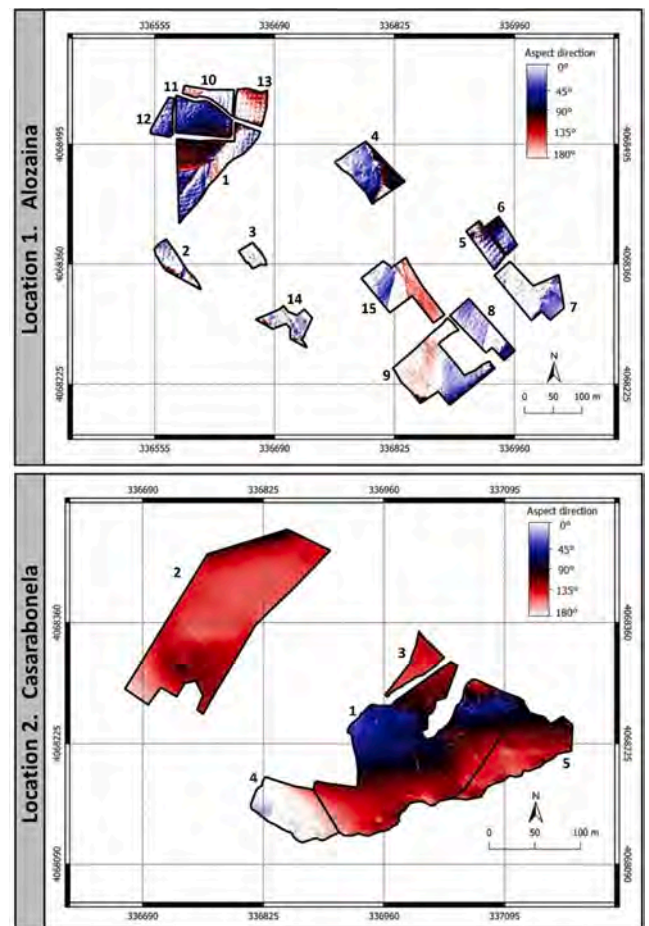 Location 1. Alozaina
336555 336690 336825 336960
Aspect direction
0°
45°
90°
135°
180°
11 10 13
12
1
4
4068495 4068495
2 3
6
5
4068360 4068360
14 15 8 7
9
4068225 4068225
N
0 50 100 m
336555 336690 336825 336960
Location 2. Casarabonela
336690 336825 336960 337095
Aspect direction
0°
45°
90°
135°
180°
2
4068360 4068360
3
1
4068225 4068225
4 5
N
0 50 100 m
4068090 4068090
336690 336825 336960 337095